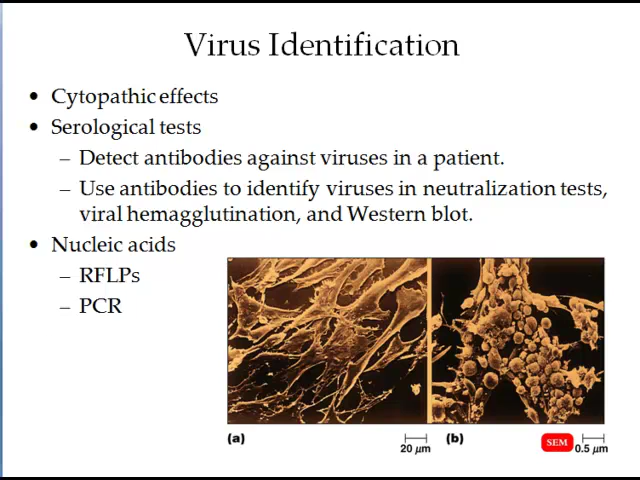 Virus Identification
• Cytopathic effects
• Serological tests
– Detect antibodies against viruses in a patient.
– Use antibodies to identify viruses in neutralization tests,
viral hemagglutination, and Western blot.
• Nucleic acids
– RFLPs
– PCR
(a) 20 μm (b) SEM 0.5 μm